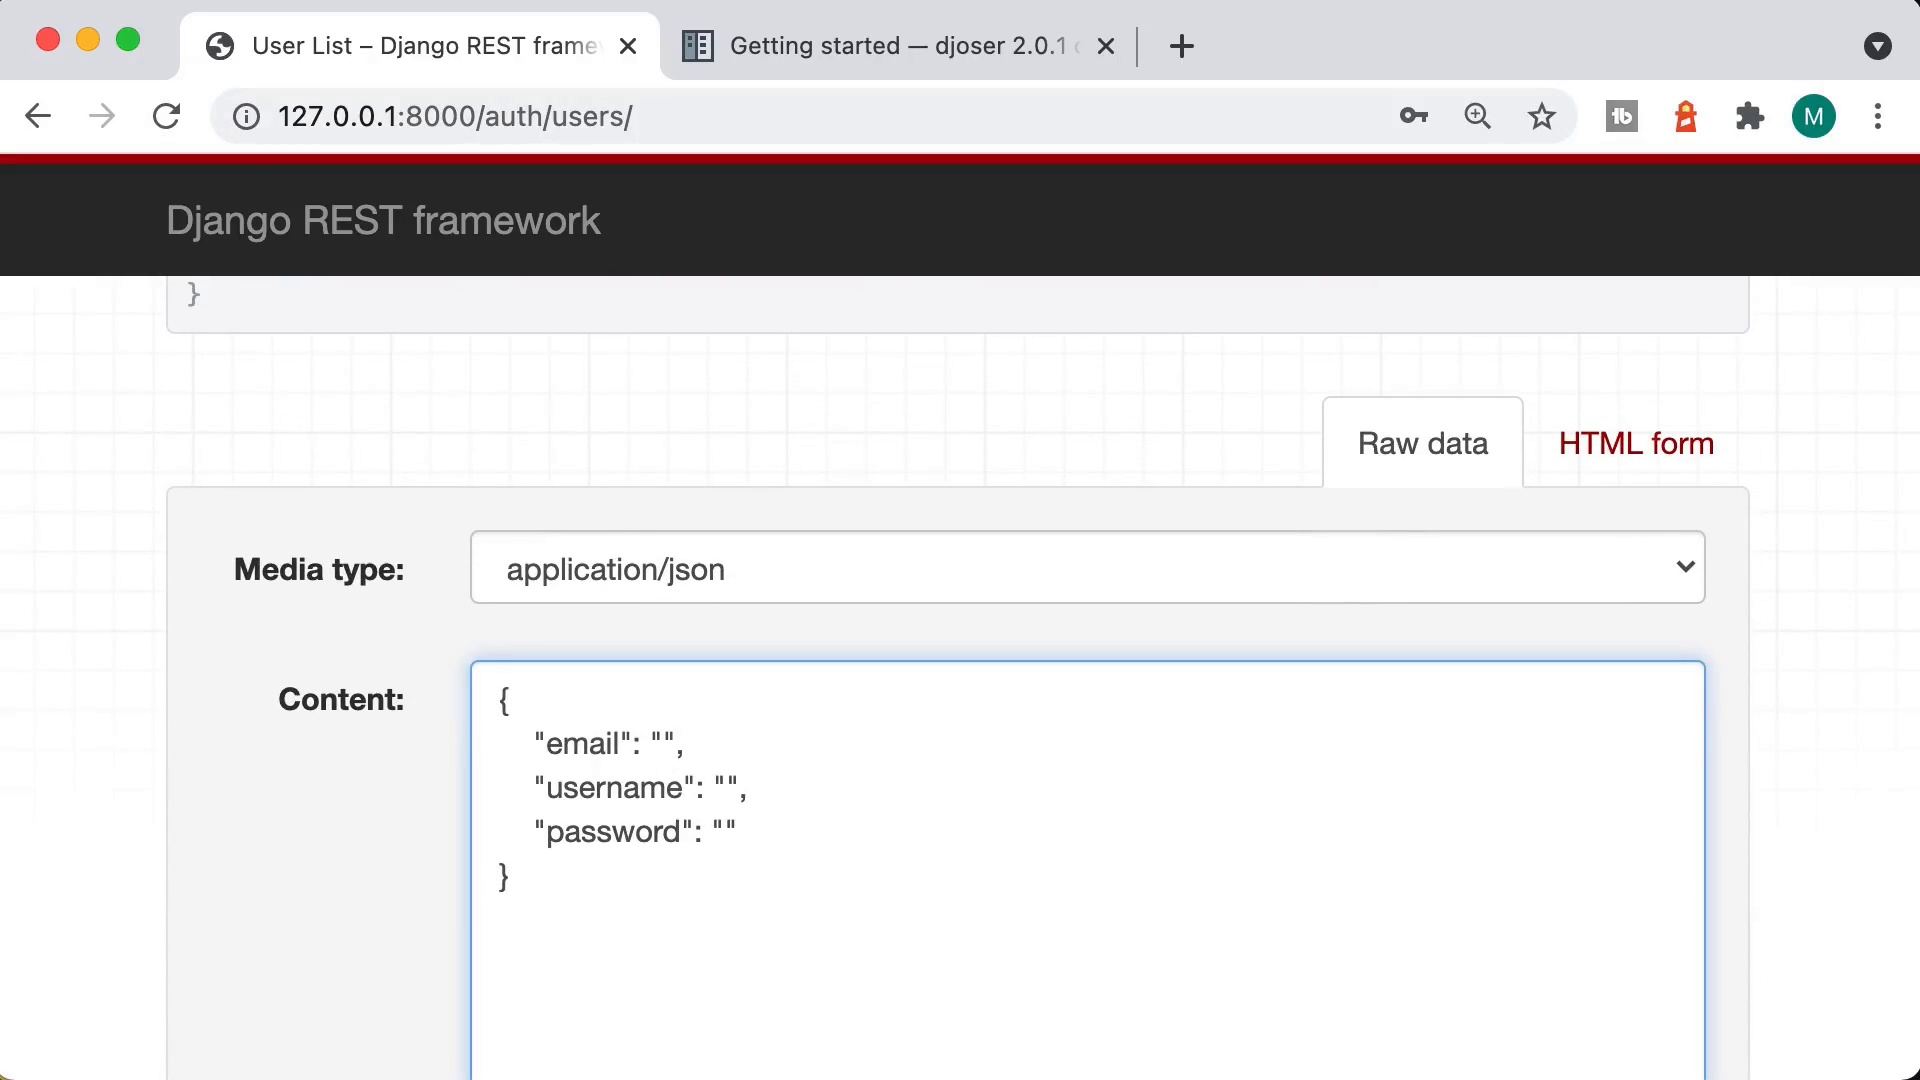 User List – Django REST frame
Getting started — djoser 2.0.1
127.0.0.1:8000/auth/users/
tb
M
Django REST framework
}
Raw data
HTML form
Media type:
application/json
Content:
{
"email": "",
"username": "",
"password": ""
}